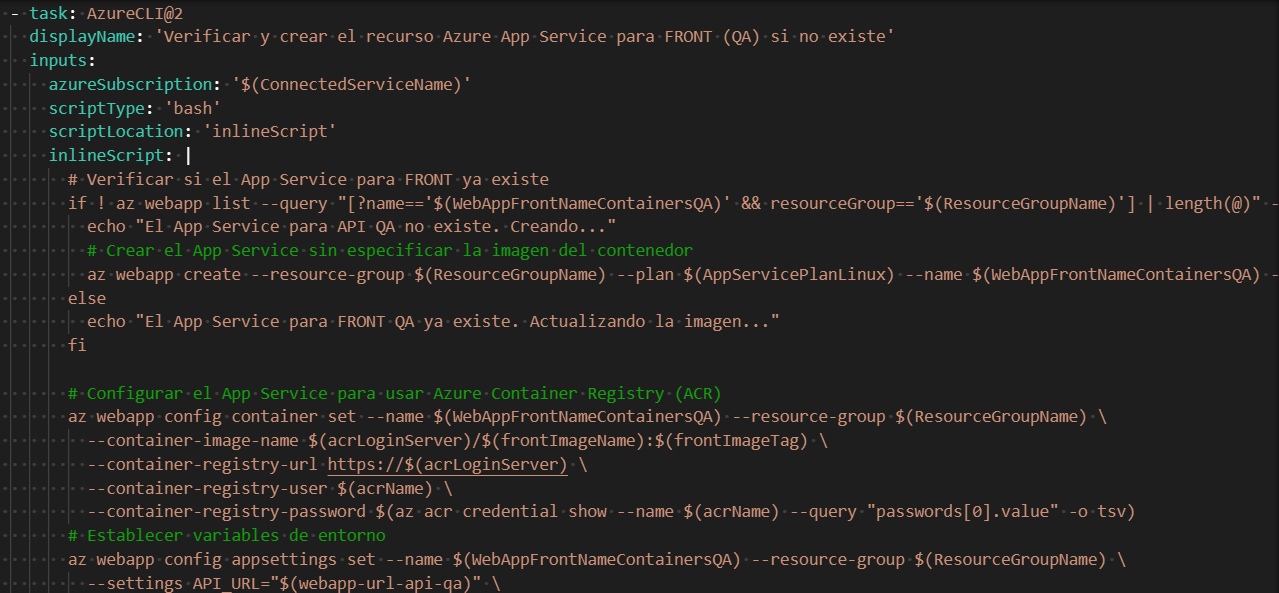 - task: AzureCLI@2
displayName: 'Verificar y crear el recurso Azure App Service para FRONT (QA) si no existe'
inputs:
azureSubscription: '$(ConnectedServiceName)'
scriptType: 'bash'
scriptLocation: 'inlineScript'
inlineScript: |
# Verificar si el App Service para FRONT ya existe
if ! az webapp list --query "[?name=='$(WebAppFrontNameContainersQA)' && resourceGroup=='$(ResourceGroupName)'] | length(@)" -
echo "El App Service para API QA no existe. Creando..."
# Crear el App Service sin especificar la imagen del contenedor
az webapp create --resource-group $(ResourceGroupName) --plan $(AppServicePlanLinux) --name $(WebAppFrontNameContainersQA) -
else
echo "El App Service para FRONT QA ya existe. Actualizando la imagen..."
fi
# Configurar el App Service para usar Azure Container Registry (ACR)
az webapp config container set --name $(WebAppFrontNameContainersQA) --resource-group $(ResourceGroupName) \
--container-image-name $(acrLoginServer)/$(frontImageName):$(frontImageTag) \
--container-registry-url https://$(acrLoginServer) \
--container-registry-user $(acrName) \
--container-registry-password $(az acr credential show --name $(acrName) --query "passwords[0].value" -o tsv)
# Establecer variables de entorno
az webapp config appsettings set --name $(WebAppFrontNameContainersQA) --resource-group $(ResourceGroupName) \
--settings API_URL="$(webapp-url-api-qa)" \